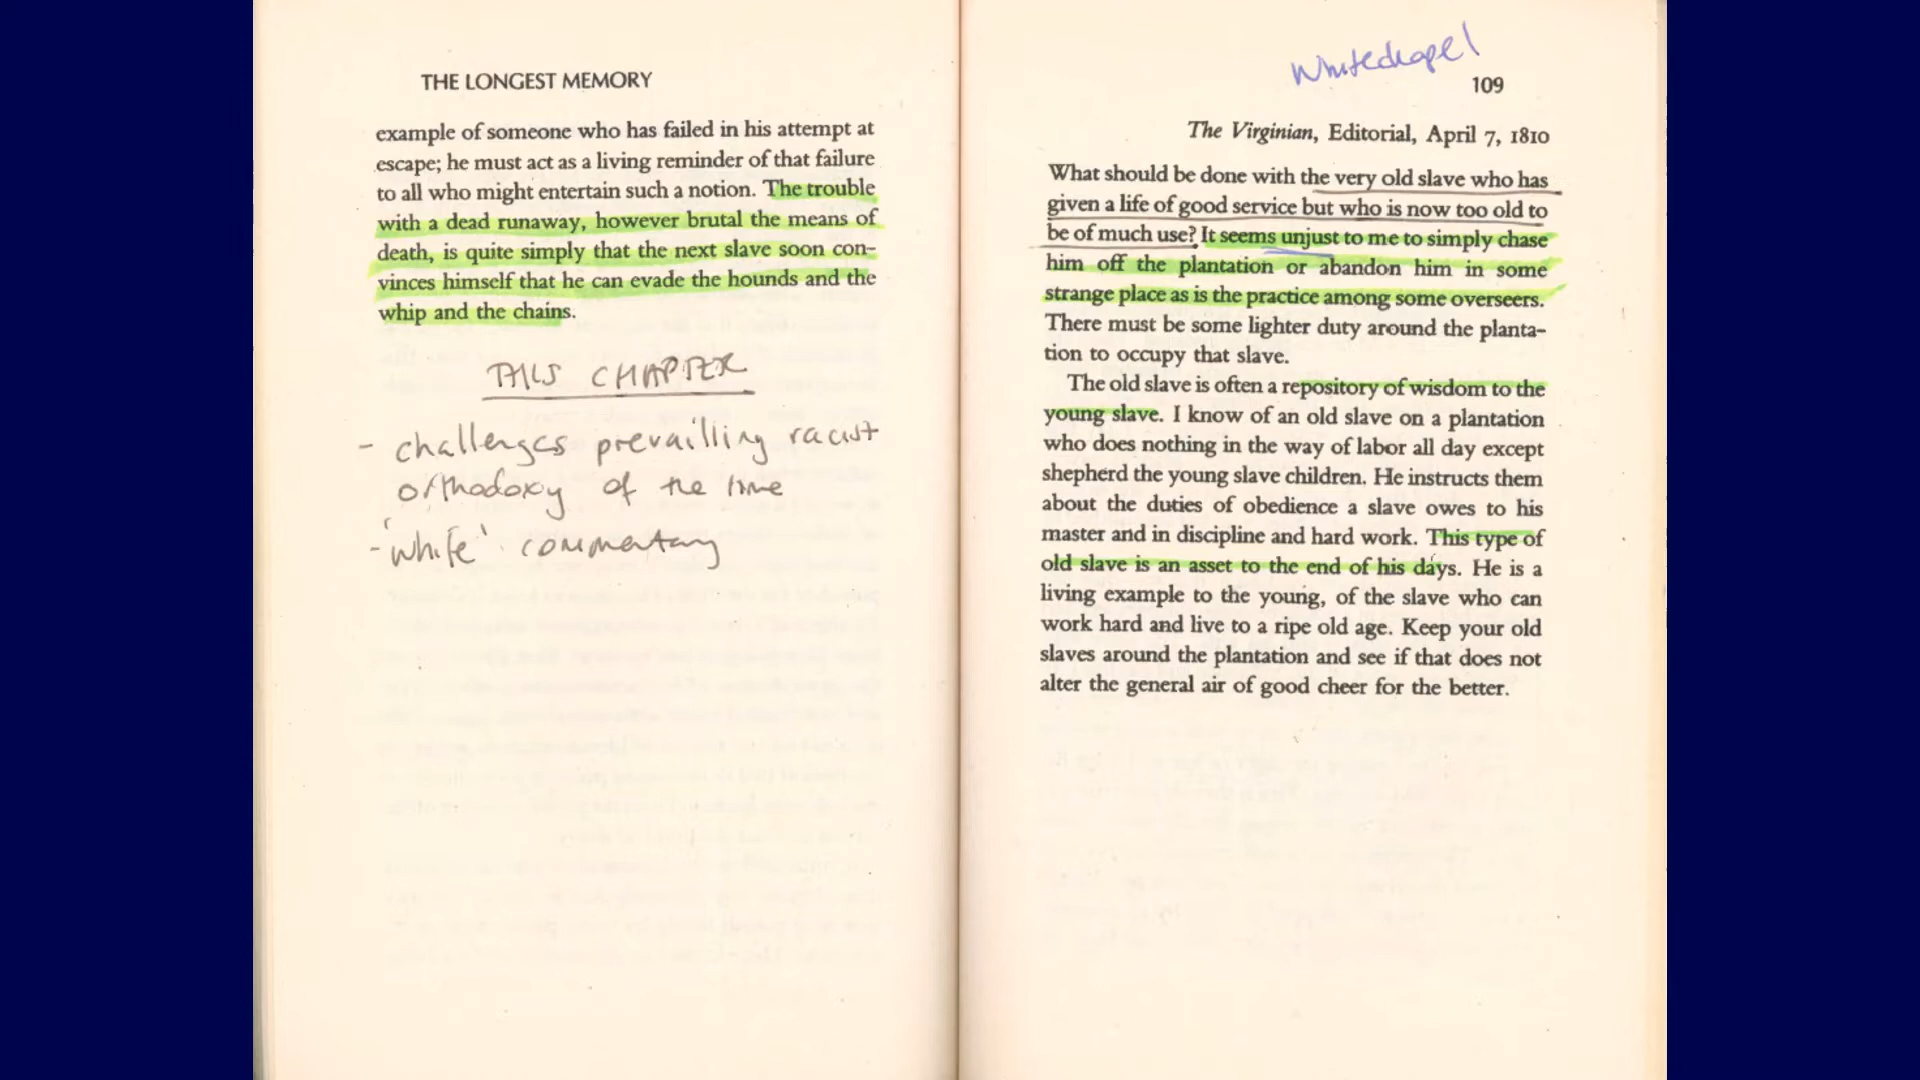 THE LONGEST MEMORY
example of someone who has failed in his attempt at
escape; he must act as a living reminder of that failure
to all who might entertain such a notion. The trouble
with a dead runaway, however brutal the means of
death, is quite simply that the next slave soon con-
vinces himself that he can evade the hounds and the
whip and the chains.
THIS CHAPTER
- challenges prevailling racist
orthodoxy of the time
- 'white' commentary
Whitechapel
109
The Virginian, Editorial, April 7, 1810
What should be done with the very old slave who has
given a life of good service but who is now too old to
be of much use? It seems unjust to me to simply chase
him off the plantation or abandon him in some
strange place as is the practice among some overseers.
There must be some lighter duty around the planta-
tion to occupy that slave.
The old slave is often a repository of wisdom to the
young slave. I know of an old slave on a plantation
who does nothing in the way of labor all day except
shepherd the young slave children. He instructs them
about the duties of obedience a slave owes to his
master and in discipline and hard work. This type of
old slave is an asset to the end of his days. He is a
living example to the young, of the slave who can
work hard and live to a ripe old age. Keep your old
slaves around the plantation and see if that does not
alter the general air of good cheer for the better.